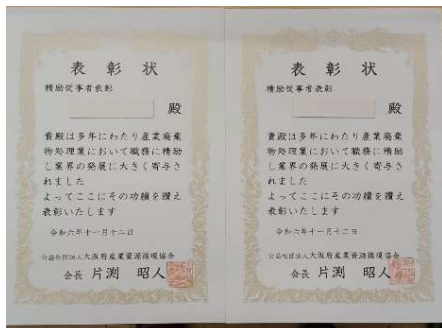 表彰状
精励従事者表彰
殿
貴殿は多年にわたり産業廃棄
物処理業において職務に精励
し業界の発展に大きく寄与さ
れました
よってここにその功績を讃え
表彰いたします
令和六年十一月十二日
公益社団法人大阪府産業資源循環協会
会長 片渕 昭人
表彰状
精励従事者表彰
殿
貴殿は多年にわたり産業廃棄
物処理業において職務に精励
し業界の発展に大きく寄与さ
れました
よってここにその功績を讃え
表彰いたします
令和六年十一月十二日
公益社団法人大阪府産業資源循環協会
会長 片渕 昭人